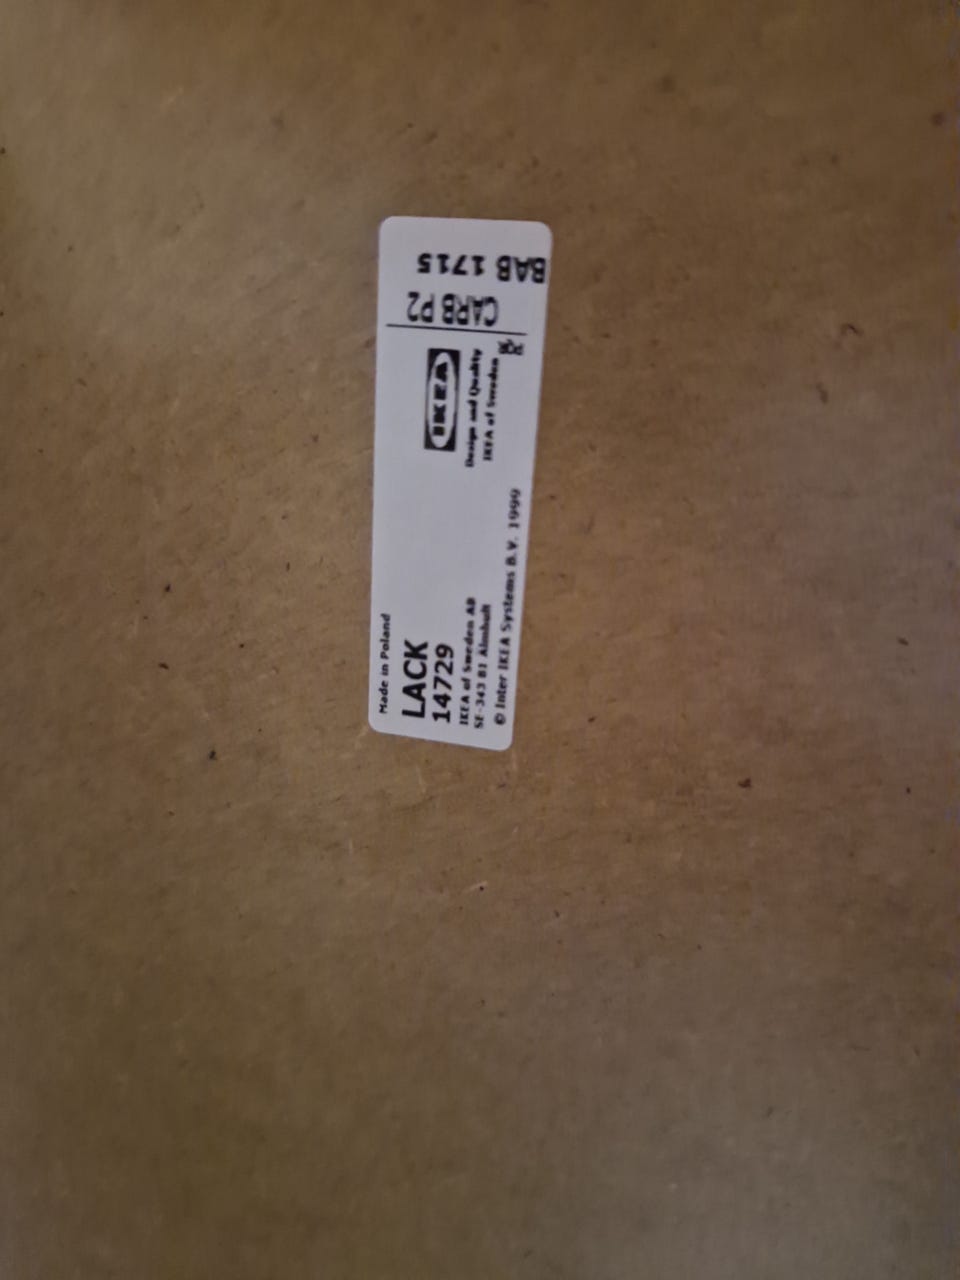 Made in Poland
LACK
14729
IKEA of Sweden AB
SE-343 81 Älmhult
© Inter IKEA Systems B.V. 1999
IKEA
Design and Quality
IKEA of Sweden
CARB P2
BAB 1715